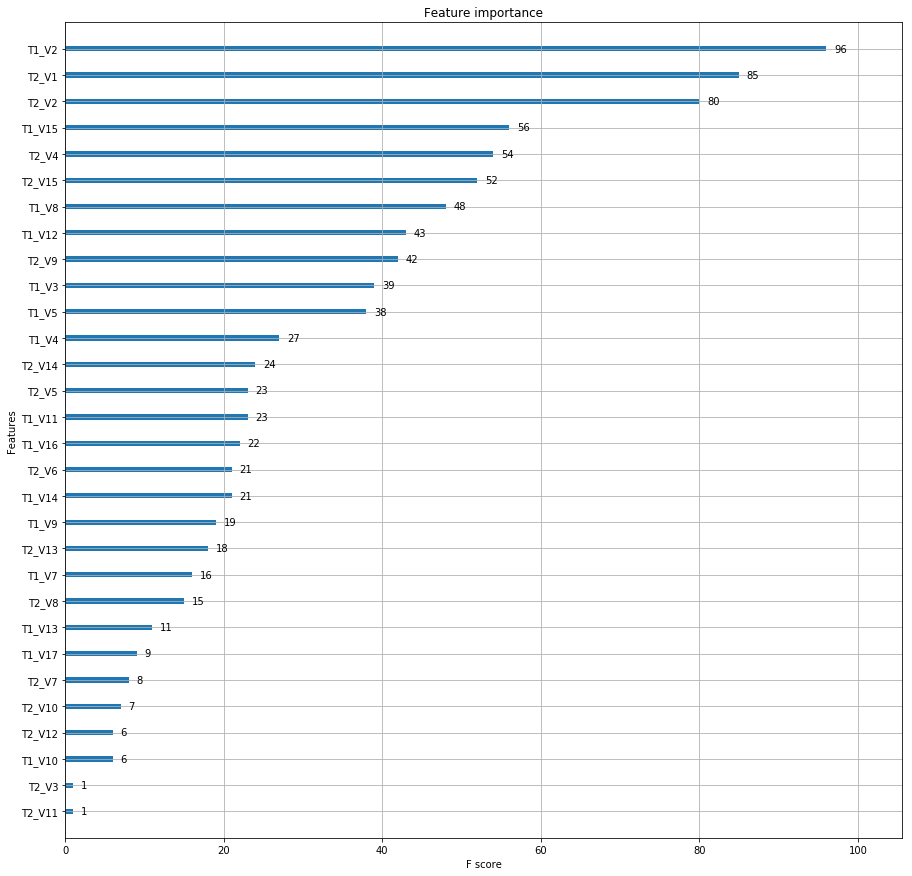 Feature importance
T1_V2 96
T2_V1 85
T2_V2 80
T1_V15 56
T2_V4 54
T2_V15 52
T1_V8 48
T1_V12 43
T2_V9 42
T1_V3 39
T1_V5 38
T1_V4 27
T2_V14 24
T2_V5 23
T1_V11 23
T1_V16 22
T2_V6 21
T1_V14 21
T1_V9 19
T2_V13 18
T1_V7 16
T2_V8 15
T1_V13 11
T1_V17 9
T2_V7 8
T2_V10 7
T2_V12 6
T1_V10 6
T2_V3 1
T2_V11 1
Features
0 20 40 60 80 100
F score